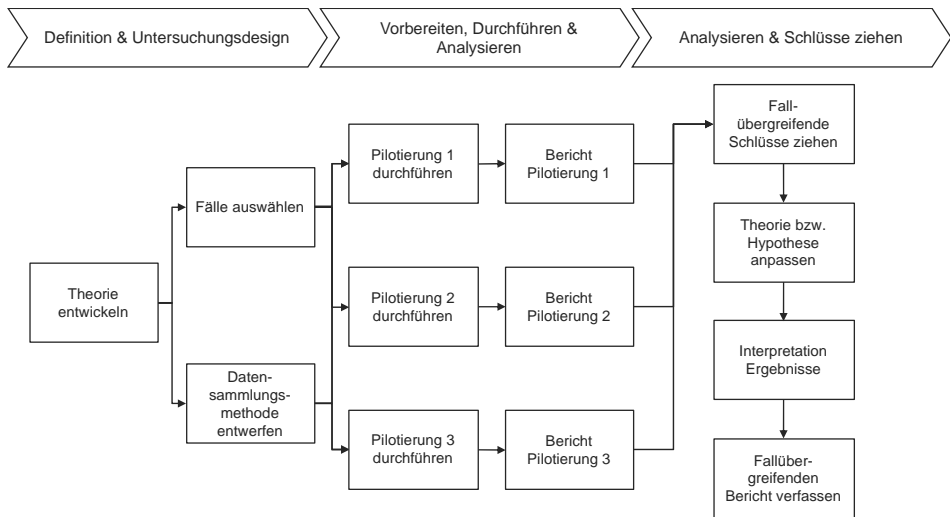 Definition & Untersuchungsdesign
Vorbereiten, Durchführen &
Analysieren
Analysieren & Schlüsse ziehen
Theorie
entwickeln
Fälle auswählen
Daten-
sammlungs-
methode
entwerfen
Pilotierung 1
durchführen
Bericht
Pilotierung 1
Pilotierung 2
durchführen
Bericht
Pilotierung 2
Pilotierung 3
durchführen
Bericht
Pilotierung 3
Fall-
übergreifende
Schlüsse ziehen
Theorie bzw.
Hypothese
anpassen
Interpretation
Ergebnisse
Fallüber-
greifenden
Bericht verfassen